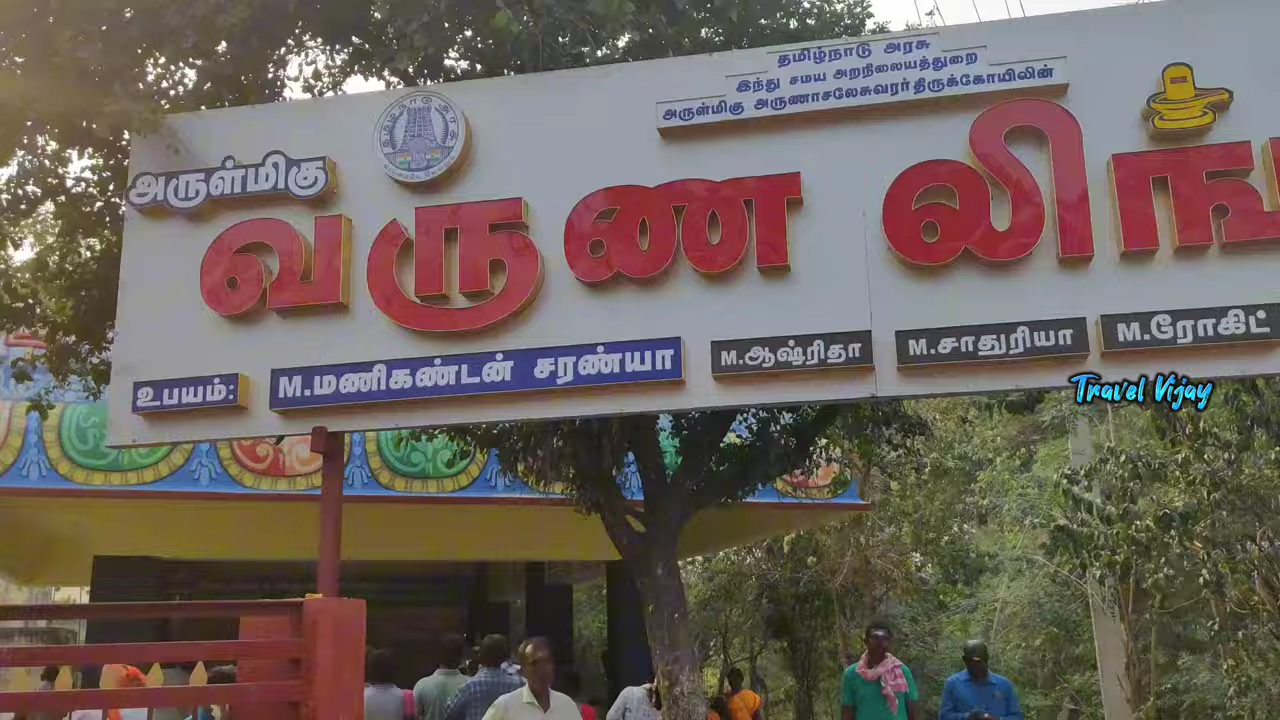 தமிழ்நாடு அரசு
இந்து சமய அறநிலையத்துறை
அருள்மிகு அருணாசலேசுவரர் திருக்கோயிலின்
அருள்மிகு
வருண லிங்
உபயம்: M.மணிகண்டன் சரண்யா M.ஆஷ்ரிதா M.சாதுரியா M.ரோகிட்
Travel Vijay